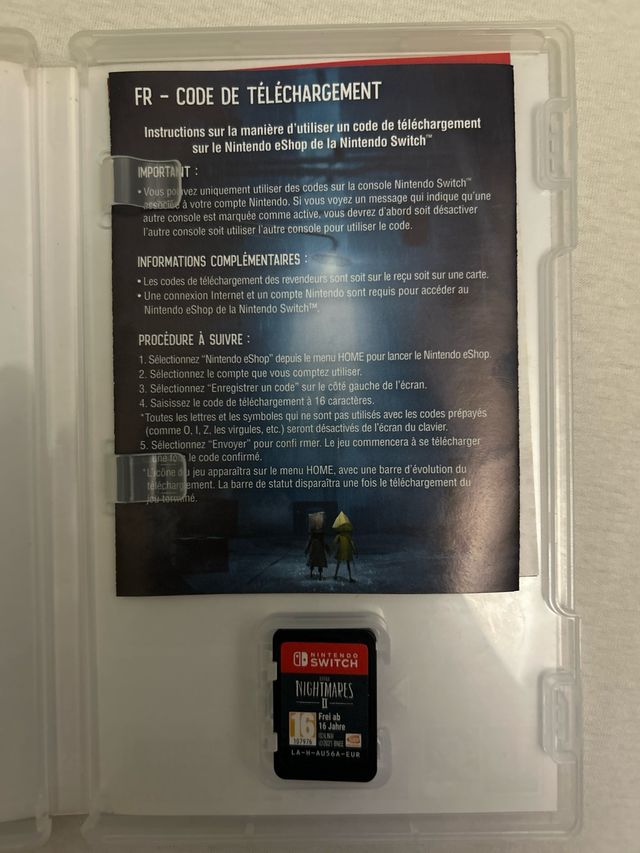 FR – CODE DE TÉLÉCHARGEMENT
Instructions sur la manière d'utiliser un code de téléchargement
sur le Nintendo eShop de la Nintendo Switch™
IMPORTANT :
• Vous pouvez uniquement utiliser des codes sur la console Nintendo Switch™
associée à votre compte Nintendo. Si vous voyez un message qui indique qu'une
autre console est marquée comme active, vous devrez d'abord soit désactiver
l'autre console soit utiliser l'autre console pour utiliser le code.
INFORMATIONS COMPLÉMENTAIRES :
• Les codes de téléchargement des revendeurs sont soit sur le reçu soit sur une carte.
• Une connexion Internet et un compte Nintendo sont requis pour accéder au
Nintendo eShop de la Nintendo Switch™.
PROCÉDURE À SUIVRE :
1. Sélectionnez "Nintendo eShop" depuis le menu HOME pour lancer le Nintendo eShop.
2. Sélectionnez le compte que vous comptez utiliser.
3. Sélectionnez "Enregistrer un code" sur le côté gauche de l'écran.
4. Saisissez le code de téléchargement à 16 caractères.
*Toutes les lettres et les symboles qui ne sont pas utilisés avec les codes prépayés
(comme O, I, Z, les virgules, etc.) seront désactivés de l'écran du clavier.
5. Sélectionnez "Envoyer" pour confi rmer. Le jeu commencera à se télécharger
une fois le code confirmé.
*L'icône du jeu apparaîtra sur le menu HOME, avec une barre d'évolution du
téléchargement. La barre de statut disparaîtra une fois le téléchargement du
jeu terminé.
NINTENDO
SWITCH
LITTLE
NIGHTMARES
II
16
Frei ab
16 Jahre
107976
©2021 BNEE
LA-H-AU56A-EUR